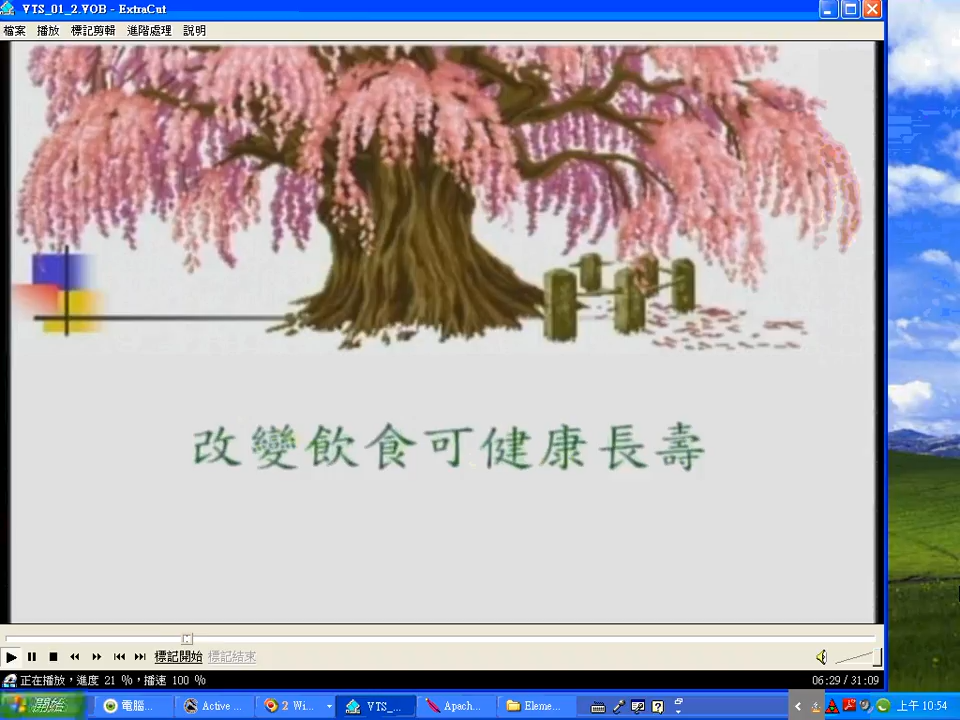 VTS_01_2.VOB - ExtraCut
檔案 播放 標記剪輯 進階處理 說明
改變飲食可健康長壽
標記開始 標記結束
正在播放，進度 21 %，播速 100 %
06:29 / 31:09
開始 電腦... Active ... 2 Wi... VTS_... Apach... Eleme... 上午 10:54